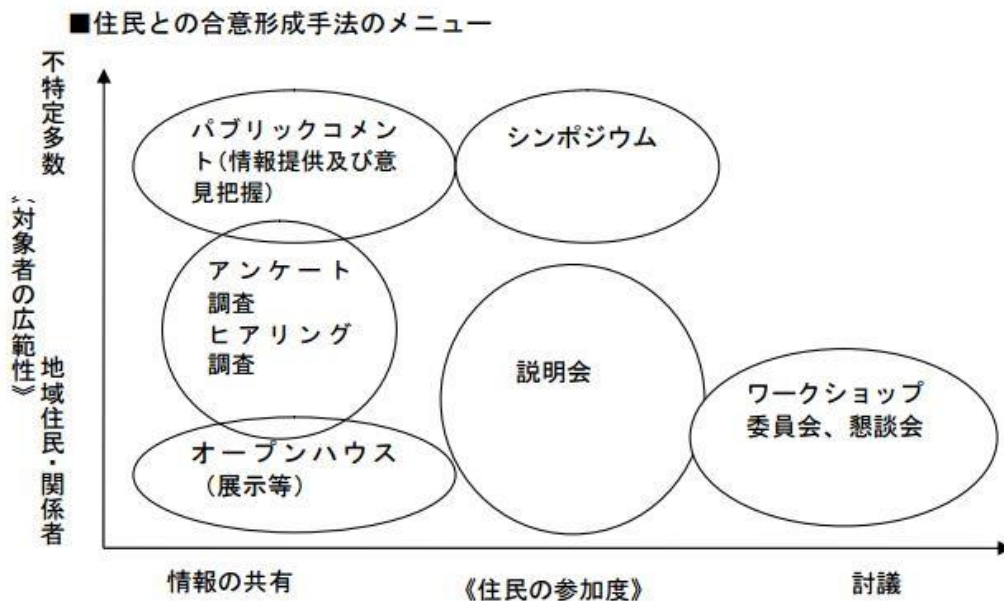 ■住民との合意形成手法のメニュー
不特定多数
《対象者の広範性》
地域住民・関係者
パブリックコメン
ト（情報提供及び意
見把握）
シンポジウム
アンケート
調査
ヒアリング
調査
説明会
ワークショップ
委員会、懇談会
オープンハウス
（展示等）
情報の共有
《住民の参加度》
討議